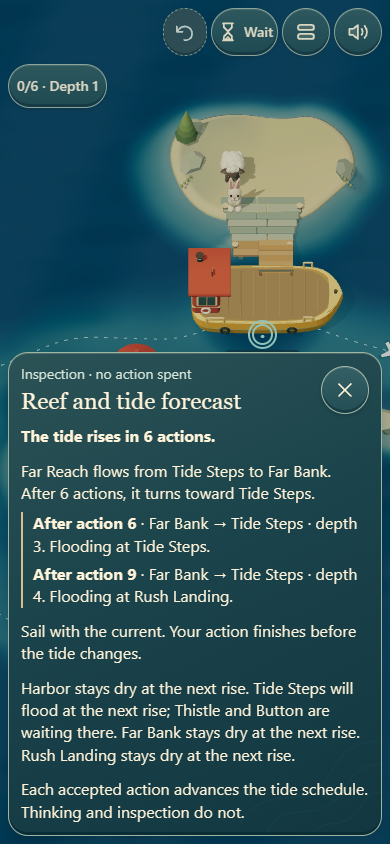 Wait
0/6 · Depth 1
Inspection · no action spent
Reef and tide forecast
The tide rises in 6 actions.
Far Reach flows from Tide Steps to Far Bank.
After 6 actions, it turns toward Tide Steps.
After action 6 · Far Bank → Tide Steps · depth
3. Flooding at Tide Steps.
After action 9 · Far Bank → Tide Steps · depth
4. Flooding at Rush Landing.
Sail with the current. Your action finishes before
the tide changes.
Harbor stays dry at the next rise. Tide Steps will
flood at the next rise; Thistle and Button are
waiting there. Far Bank stays dry at the next rise.
Rush Landing stays dry at the next rise.
Each accepted action advances the tide schedule.
Thinking and inspection do not.